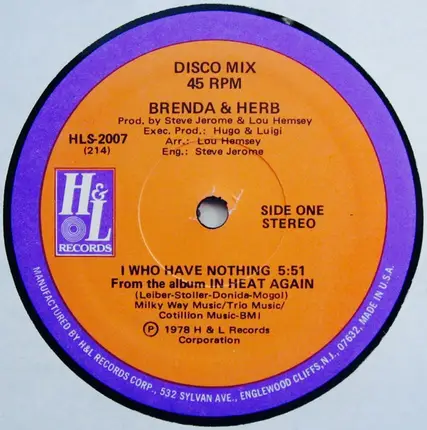 DISCO MIX
45 RPM
BRENDA & HERB
Prod. by Steve Jerome & Lou Hemsey
Exec. Prod.: Hugo & Luigi
Arr.: Lou Hemsey
Eng.: Steve Jerome
HLS-2007
(214)
H&L
RECORDS
SIDE ONE
STEREO
I WHO HAVE NOTHING 5:51
From the album IN HEAT AGAIN
(Leiber-Stoller-Donida-Mogol)
Milky Way Music/Trio Music/
Cotillion Music-BMI
Ⓟ 1978 H & L Records
Corporation
MANUFACTURED BY H&L RECORDS CORP., 532 SYLVAN AVE., ENGLEWOOD CLIFFS, N.J., 07632, MADE IN U.S.A.